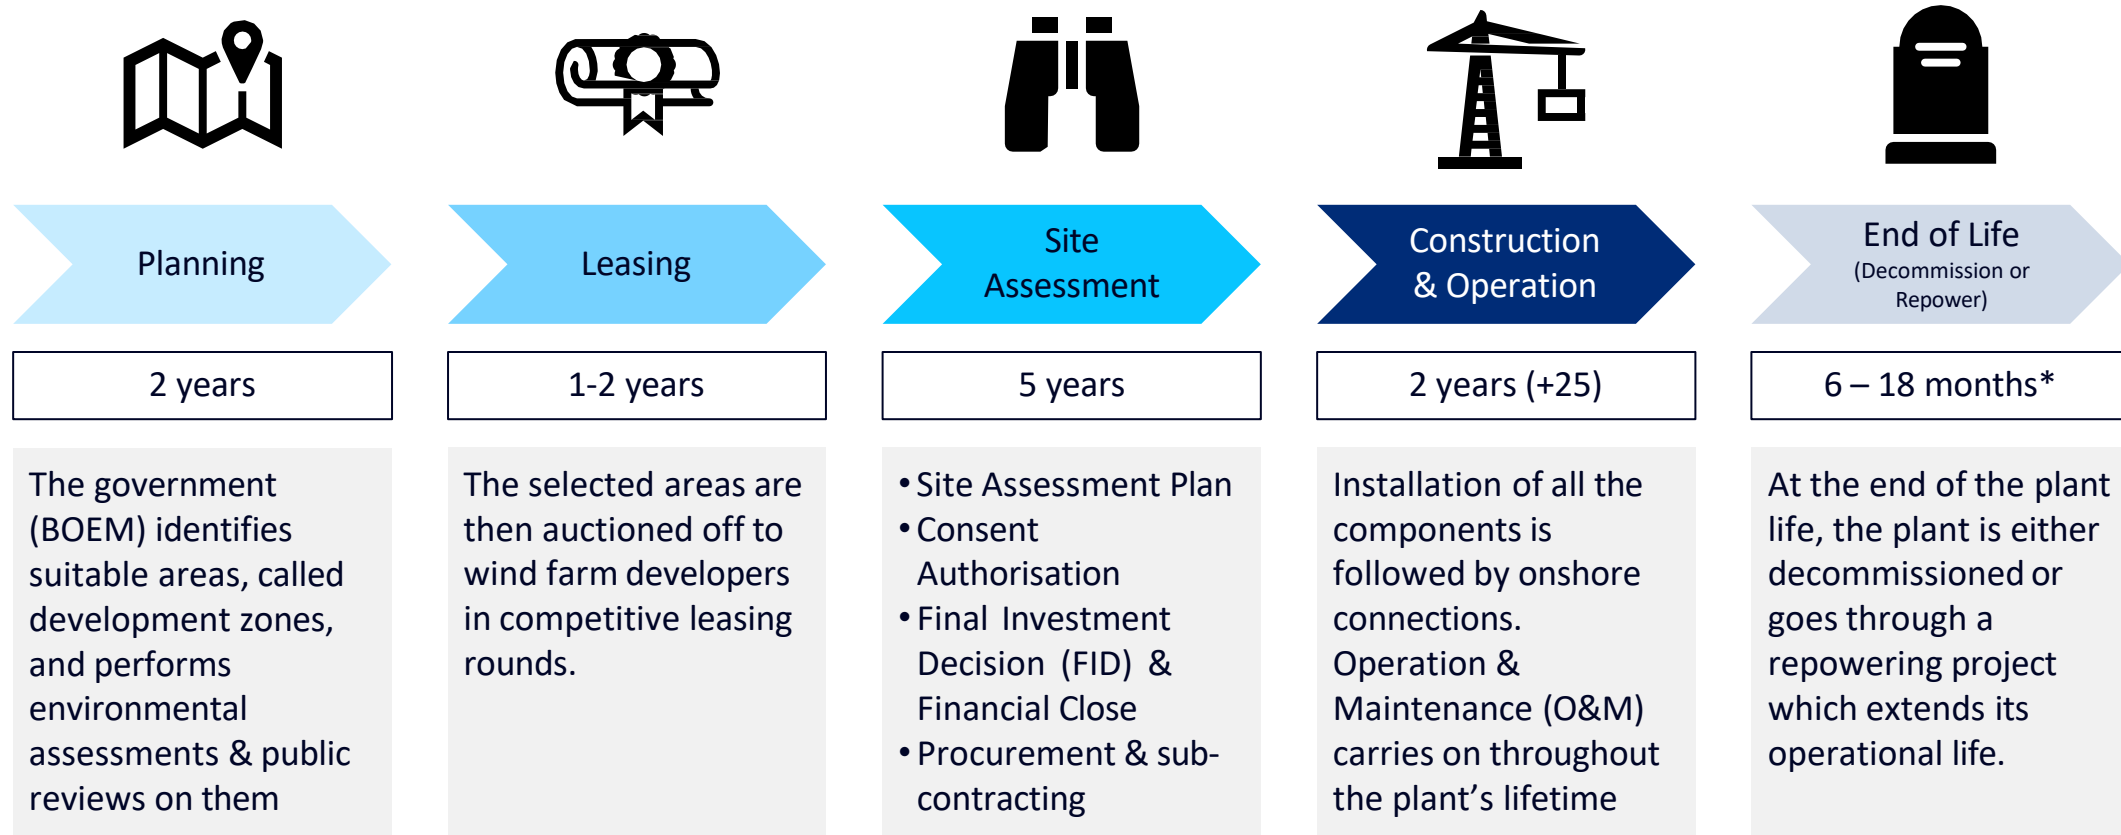 Planning
2 years
The government
(BOEM) identifies
suitable areas, called
development zones,
and performs
environmental
assessments & public
reviews on them
Leasing
1-2 years
The selected areas are
then auctioned off to
wind farm developers
in competitive leasing
rounds.
Site
Assessment
5 years
• Site Assessment Plan
• Consent
Authorisation
• Final Investment
Decision (FID) &
Financial Close
• Procurement & sub-
contracting
Construction
& Operation
2 years (+25)
Installation of all the
components is
followed by onshore
connections.
Operation &
Maintenance (O&M)
carries on throughout
the plant’s lifetime
End of Life
(Decommission or
Repower)
6 – 18 months*
At the end of the plant
life, the plant is either
decommissioned or
goes through a
repowering project
which extends its
operational life.